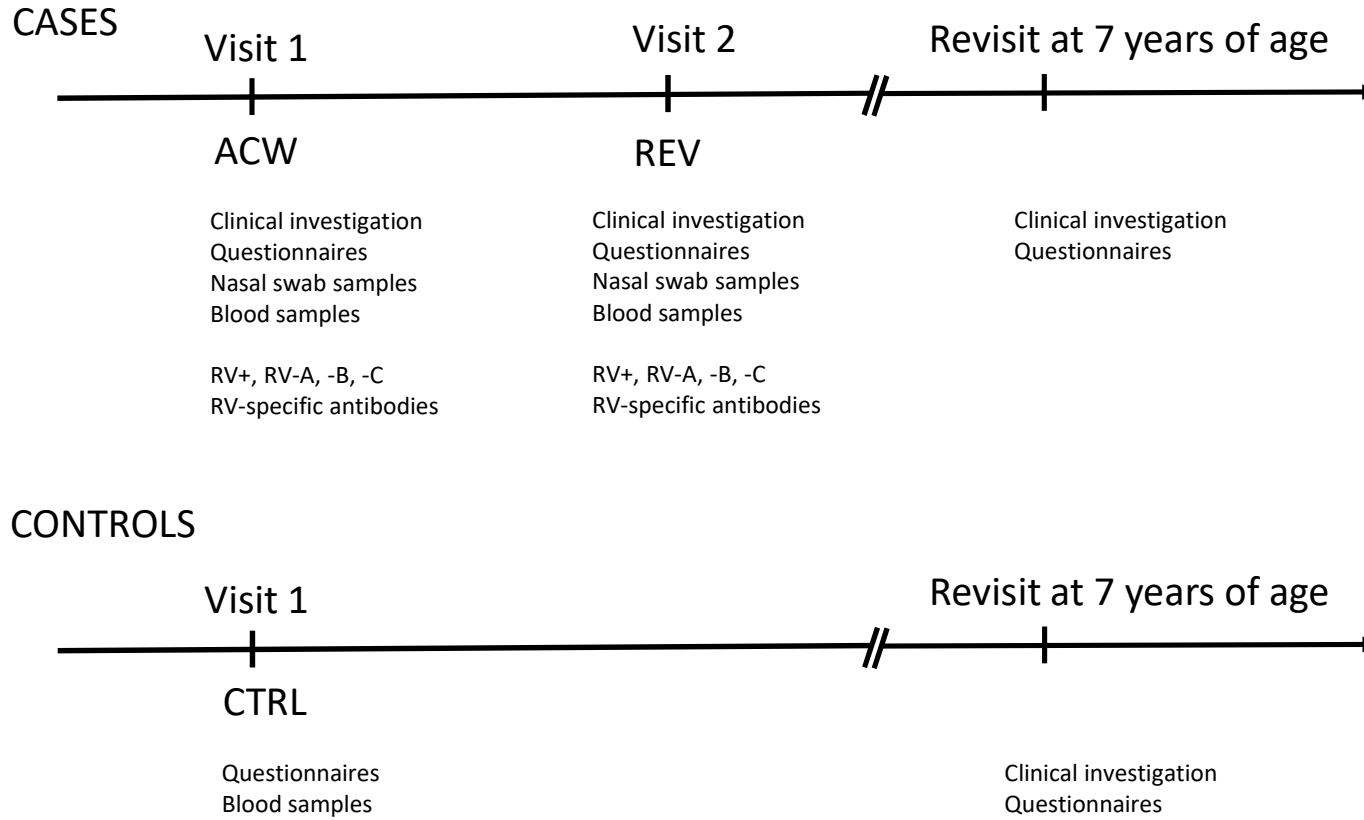 CASES
Visit 1
Visit 2
Revisit at 7 years of age
ACW
REV
Clinical investigation
Questionnaires
Nasal swab samples
Blood samples
RV+, RV-A, -B, -C
RV-specific antibodies
Clinical investigation
Questionnaires
Nasal swab samples
Blood samples
RV+, RV-A, -B, -C
RV-specific antibodies
Clinical investigation
Questionnaires
CONTROLS
Visit 1
Revisit at 7 years of age
CTRL
Questionnaires
Blood samples
Clinical investigation
Questionnaires